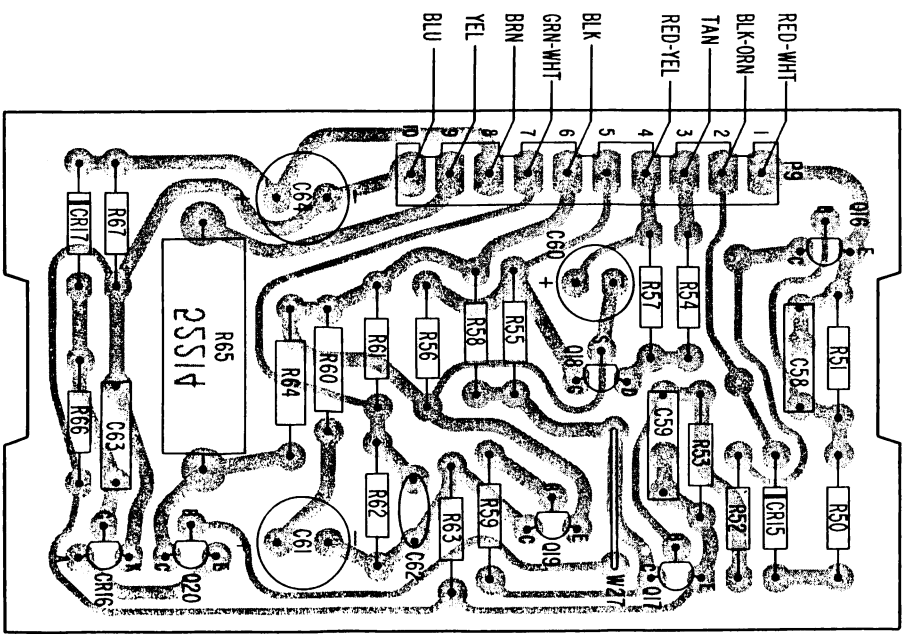 BLU
YEL
BRN
GRN-WHT
BLK
RED-YEL
TAN
BLK-ORN
RED-WHT
10
9
8
7
6
5
4
3
2
1
P9
C64
Q16
B
E
C
CR17
R67
C60
+
R57
R54
R65
52214
R58
R55
R51
C58
R61
R56
R60
R64
Q18
G
D
R66
C63
C59
R53
R62
R63
R59
R52
CR15
R50
C61
C62
C
E
Q19
W27
C
Q17
CR16
Q20
C